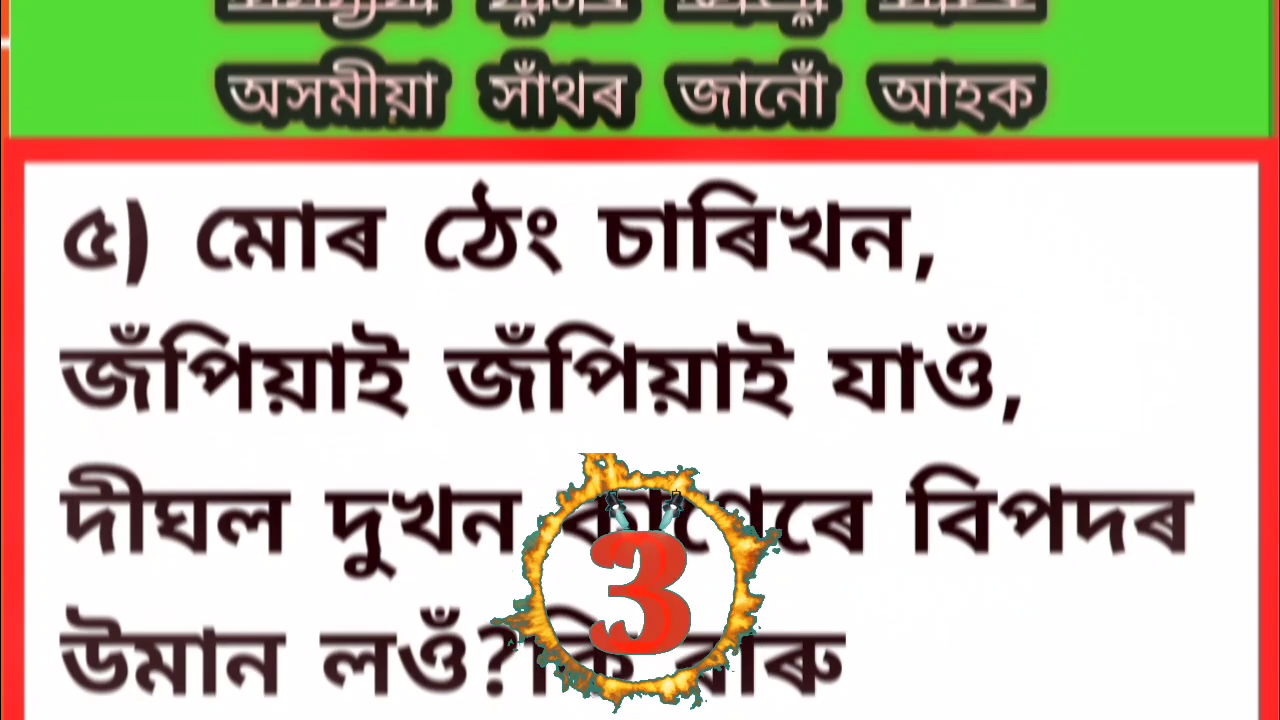 অসমীয়া সাঁথৰ জানোঁ আহক
৫) মোৰ ঠেং চাৰিখন,
জঁপিয়াই জঁপিয়াই যাওঁ,
দীঘল দুখন কাণেৰে বিপদৰ
উমান লওঁ?কি বাৰু
3